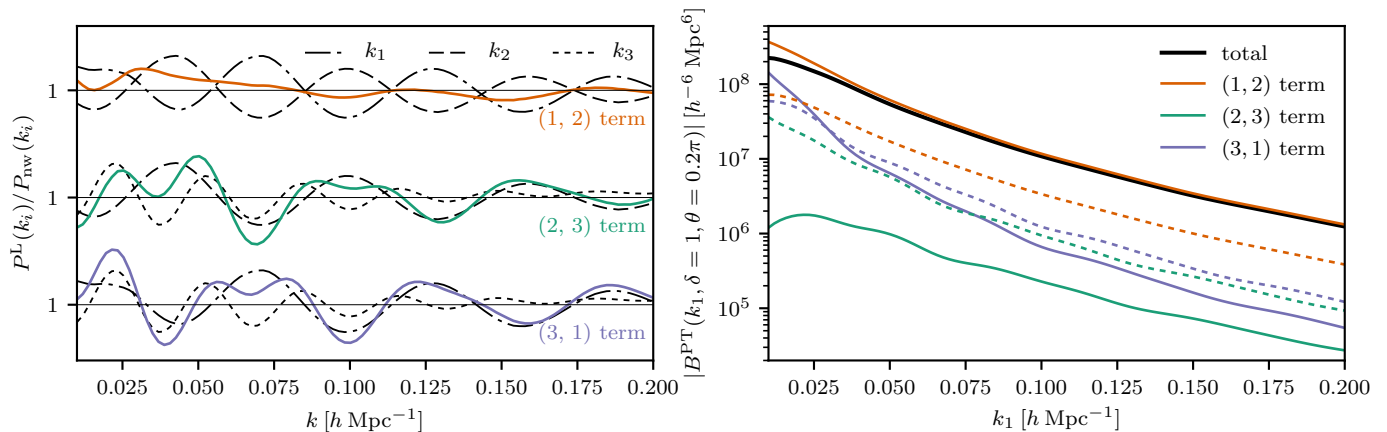 k₁ k₂ k₃
1
(1, 2) term
1
(2, 3) term
1
(3, 1) term
Pᴸ(kᵢ)/Pₙw(kᵢ)
0.025 0.050 0.075 0.100 0.125 0.150 0.175 0.200
k [h Mpc⁻¹]
total
(1, 2) term
(2, 3) term
(3, 1) term
10⁸
10⁷
10⁶
10⁵
|Bᴾᵀ(k₁, δ = 1, θ = 0.2π)| [h⁻⁶ Mpc⁶]
0.025 0.050 0.075 0.100 0.125 0.150 0.175 0.200
k₁ [h Mpc⁻¹]